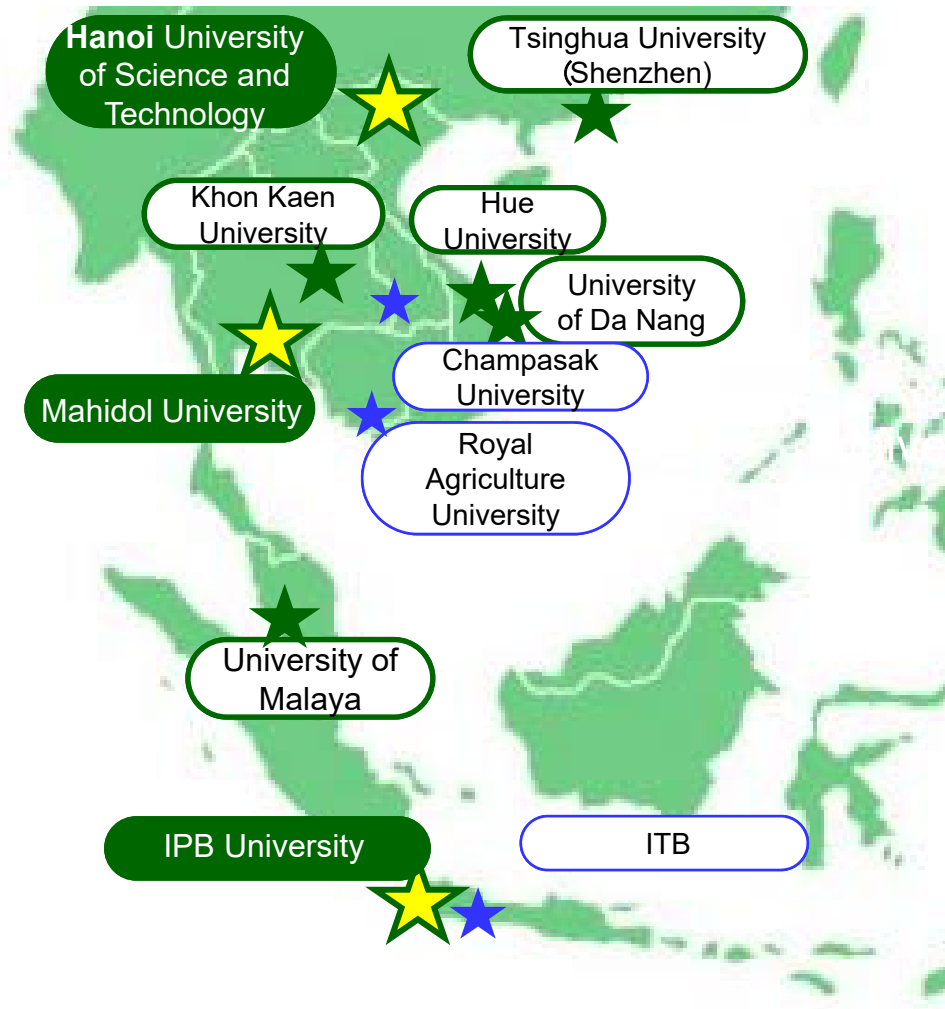 Hanoi University
of Science and
Technology
Tsinghua University
(Shenzhen)
Khon Kaen
University
Hue
University
University
of Da Nang
Champasak
University
Mahidol University
Royal
Agriculture
University
University of
Malaya
IPB University
ITB